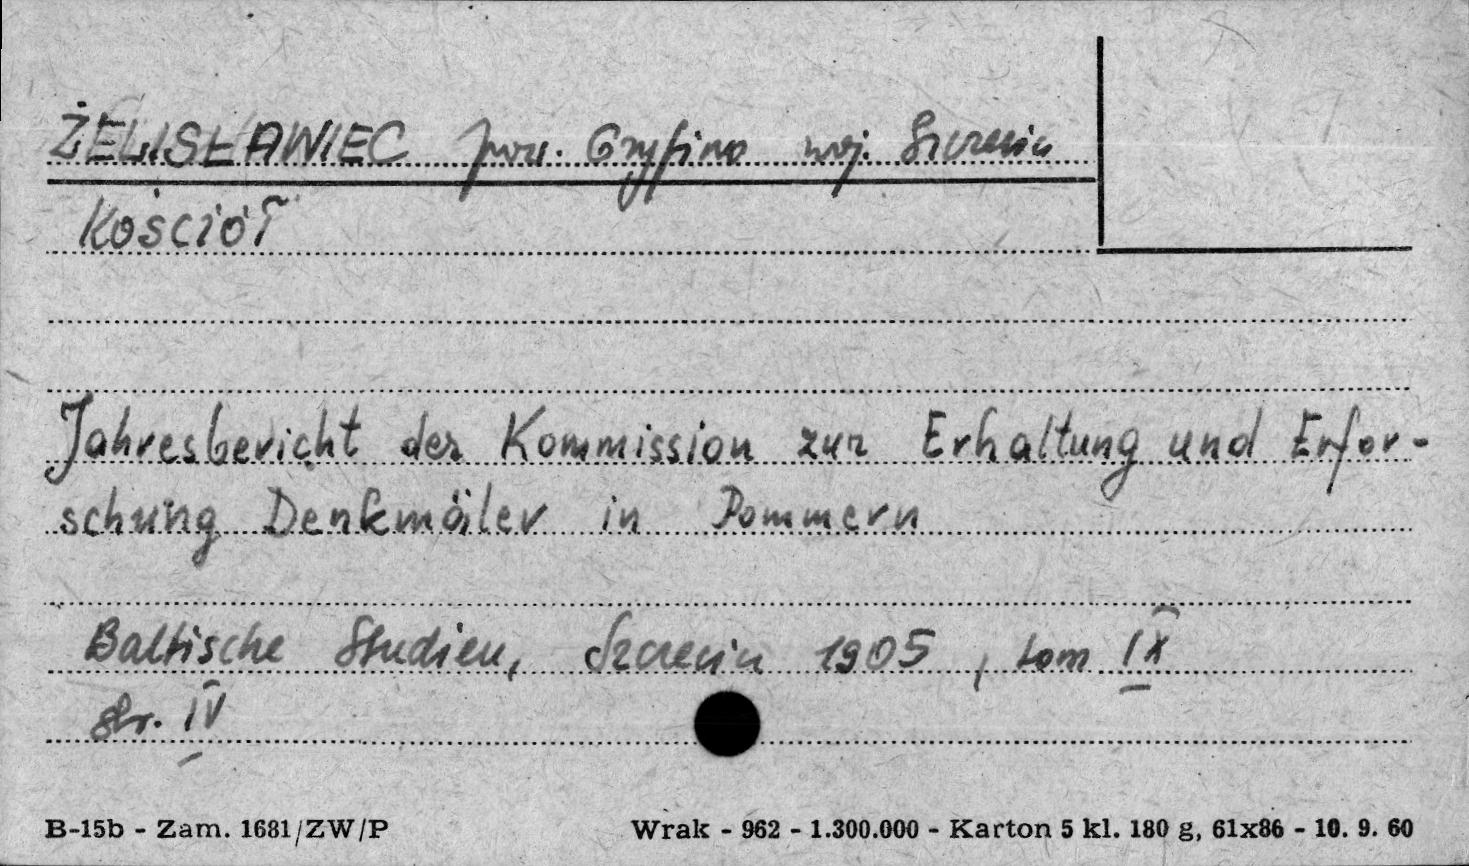 ŻELISŁAWIEC pow. Gryfino woj. Szczecin
Kościół
Jahresbericht der Kommission zur Erhaltung und Erfor-
schung Denkmäler in Pommern
Baltische Studien, Szczecin 1905, tom IX
str. IV
B-15b - Zam. 1681/ZW/P Wrak - 962 - 1.300.000 - Karton 5 kl. 180 g, 61x86 - 10. 9. 60